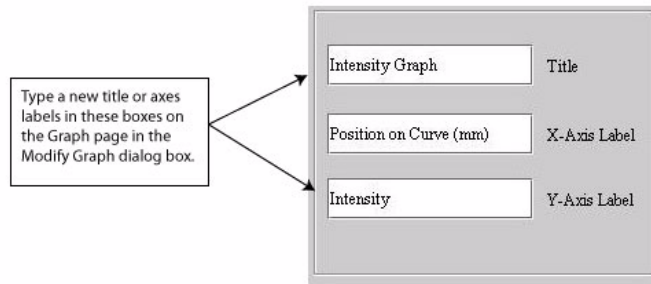 Type a new title or axes
labels in these boxes on
the Graph page in the
Modify Graph dialog box.
Intensity Graph Title
Position on Curve (mm) X-Axis Label
Intensity Y-Axis Label